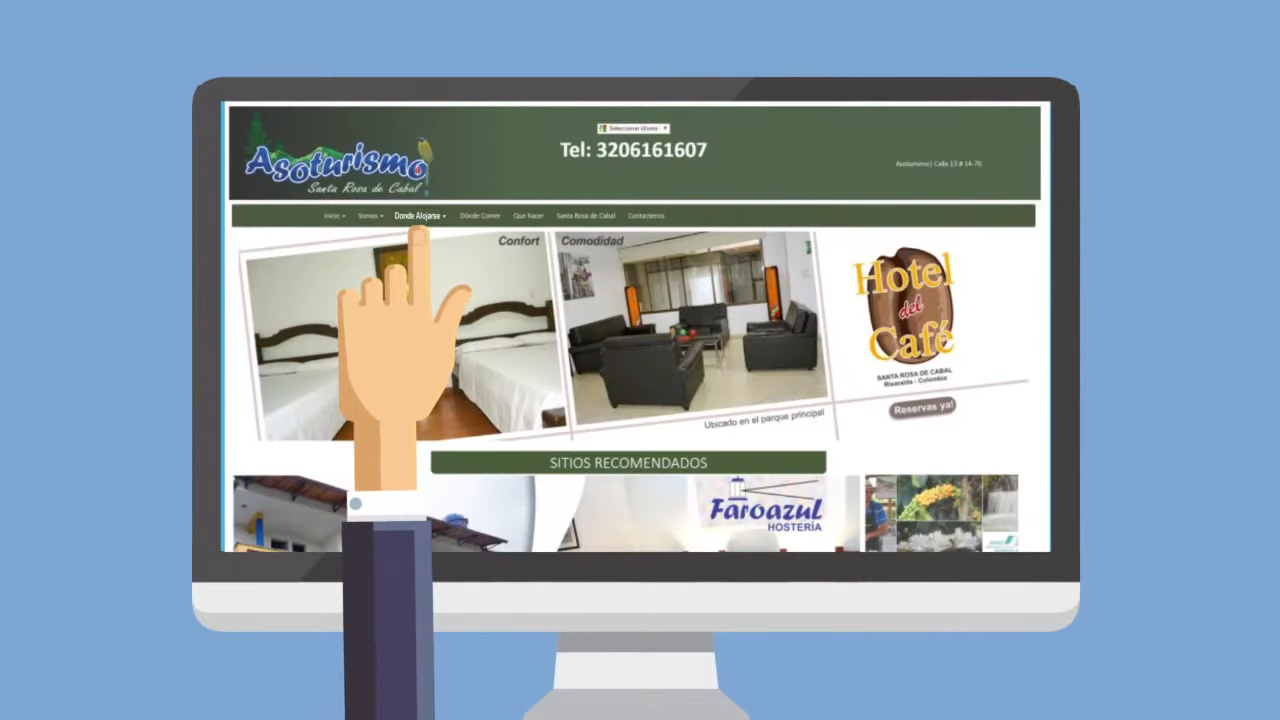 Seleccionar idioma
Tel: 3206161607
Asoturismo
Santa Rosa de Cabal
Asoturismo| Calle 13 # 14-70
Inicio
Somos
Donde Alojarse
Dónde Comer
Que Hacer
Santa Rosa de Cabal
Contactenos
Confort
Comodidad
Hotel
del
Café
SANTA ROSA DE CABAL
Risaralda - Colombia
Reservas ya!
Ubicado en el parque principal
SITIOS RECOMENDADOS
Faroazul
HOSTERÍA